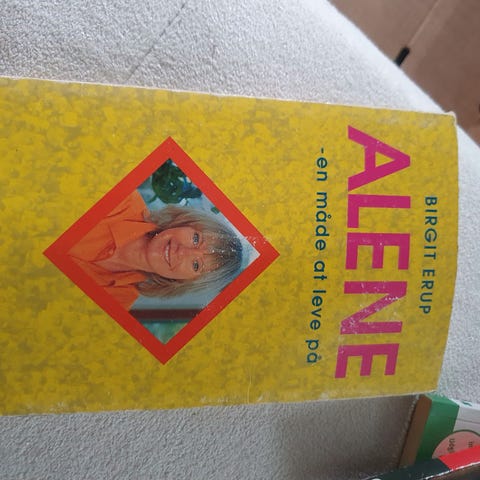 BIRGIT ERUP
ALENE
-en måde at leve på